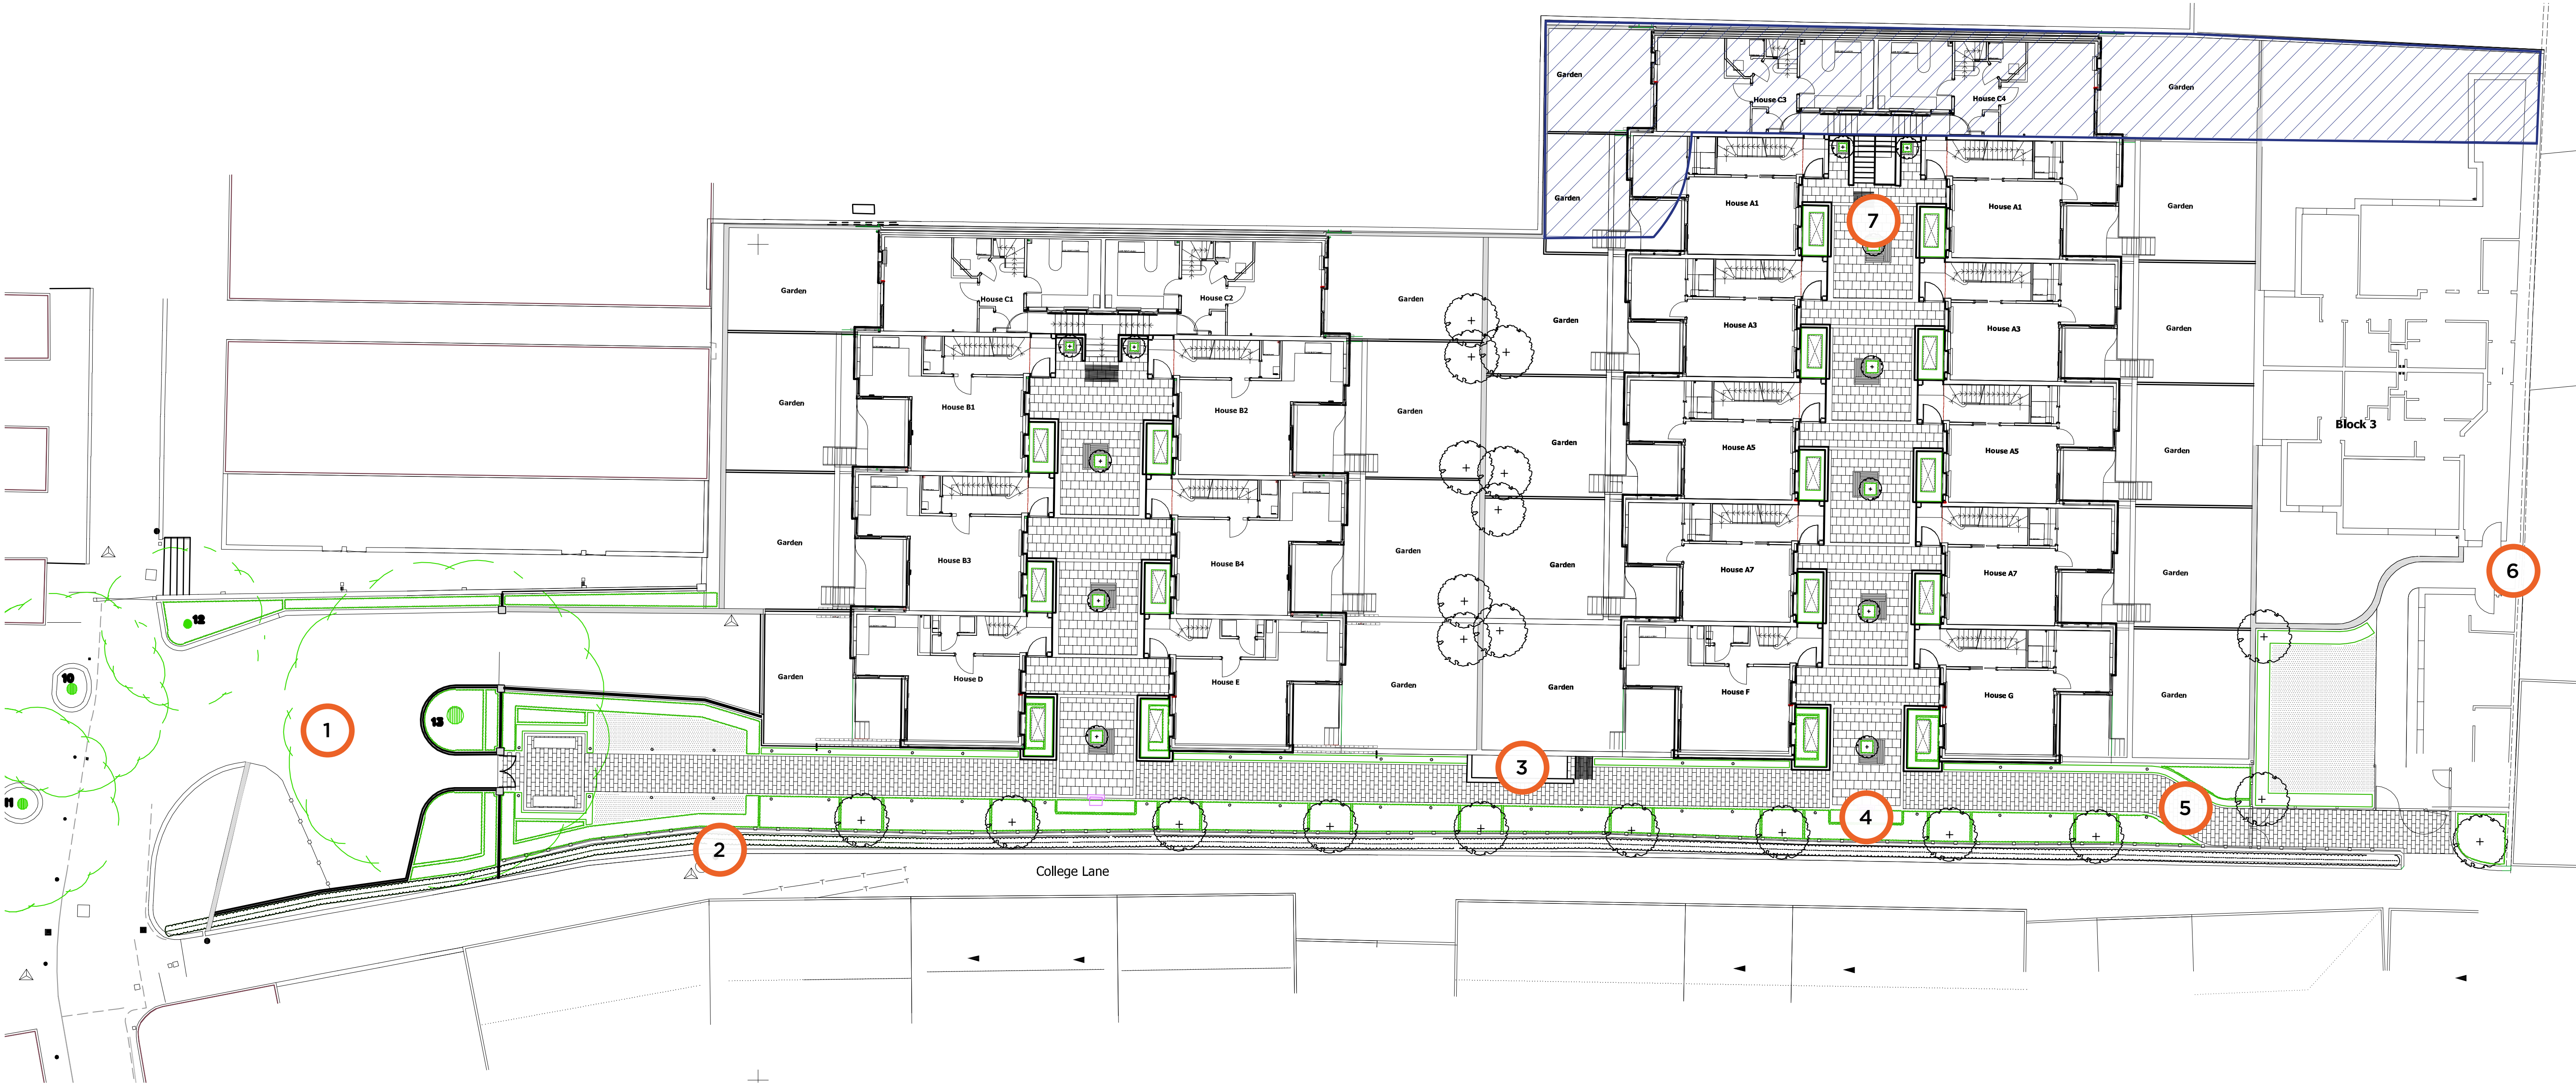 Garden
House C3
House C4
Garden
Garden
House A1
House A1
Garden
7
Garden
House C1
House C2
Garden
Garden
House A3
House A3
Garden
Garden
House B1
House B2
Garden
Garden
House A5
House A5
Garden
Block 3
Garden
House B3
House B4
Garden
Garden
House A7
House A7
Garden
6
12
10
13
11
1
Garden
House D
House E
Garden
Garden
House F
House G
Garden
3
4
5
2
College Lane